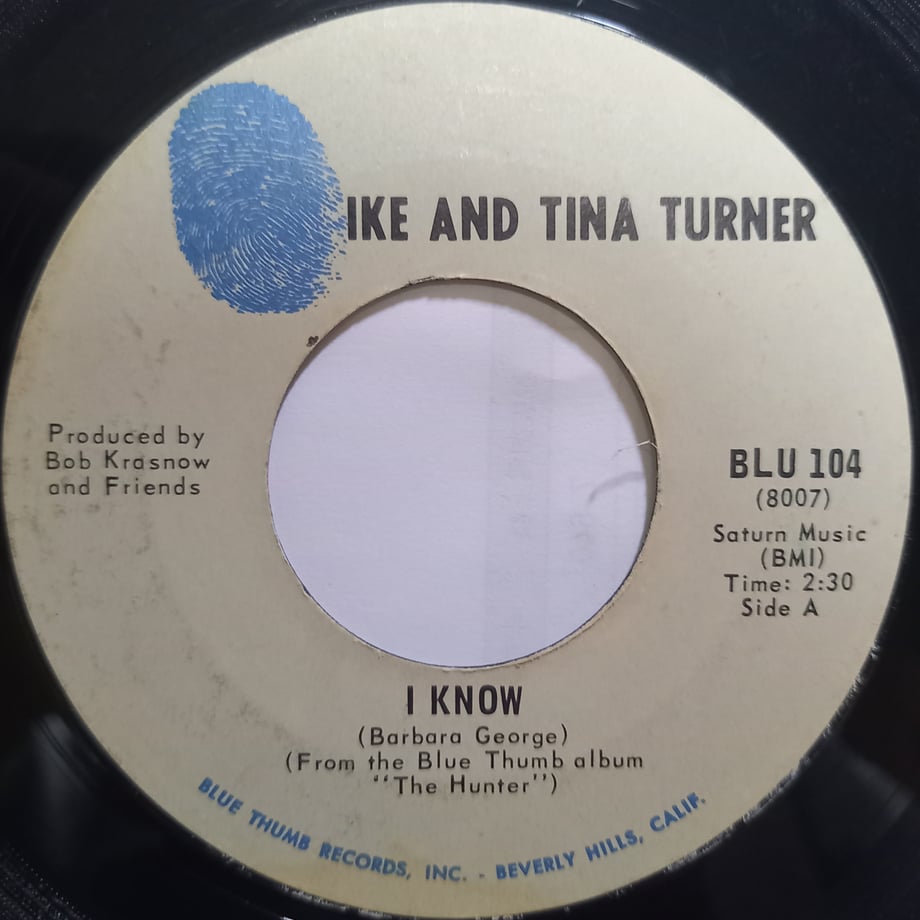 IKE AND TINA TURNER
Produced by
Bob Krasnow
and Friends
BLU 104
(8007)
Saturn Music
(BMI)
Time: 2:30
Side A
I KNOW
(Barbara George)
(From the Blue Thumb album
“The Hunter”)
BLUE THUMB RECORDS, INC. - BEVERLY HILLS, CALIF.